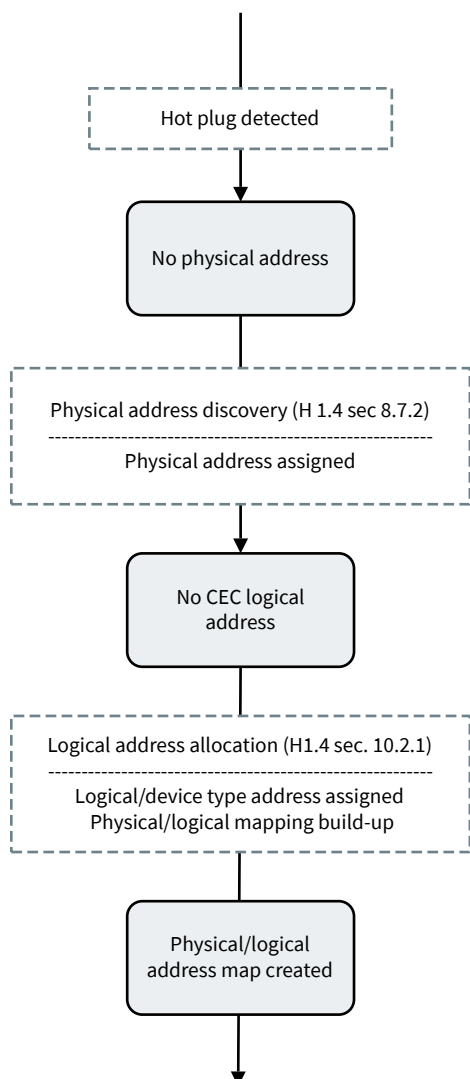 Hot plug detected
No physical address
Physical address discovery (H 1.4 sec 8.7.2)
Physical address assigned
No CEC logical
address
Logical address allocation (H1.4 sec. 10.2.1)
Logical/device type address assigned
Physical/logical mapping build-up
Physical/logical
address map created